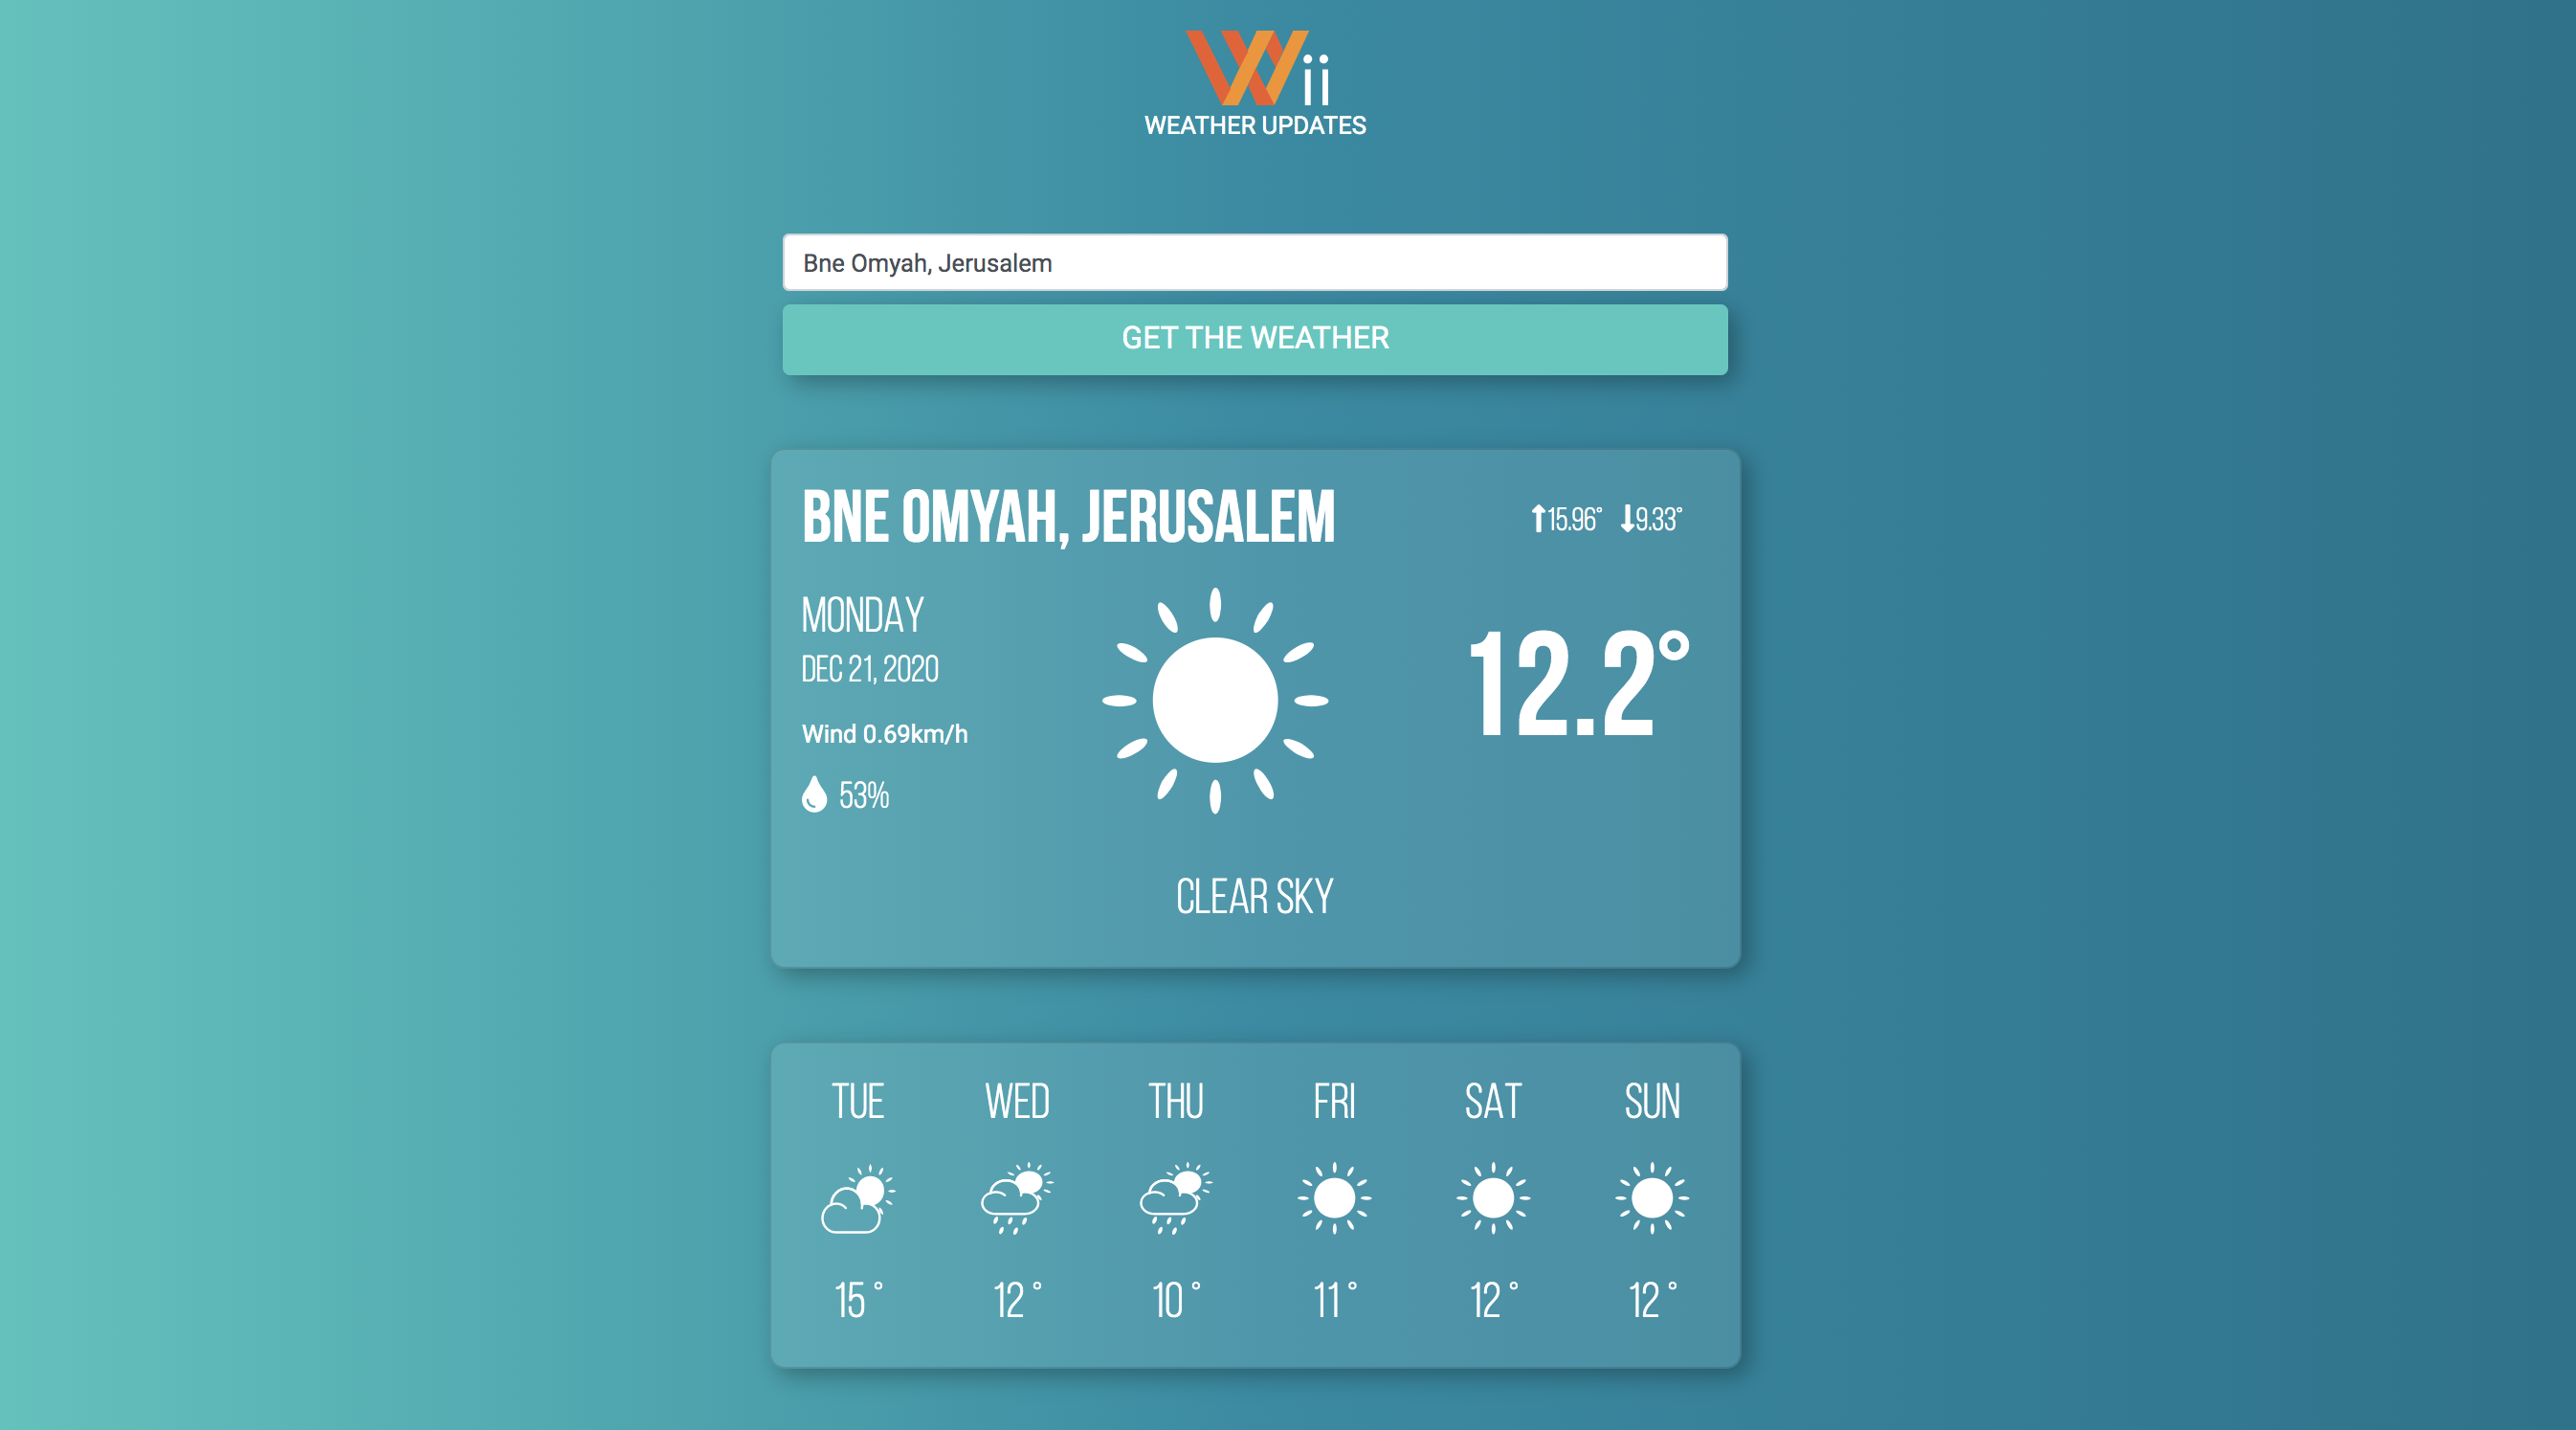 Wii
WEATHER UPDATES
Bne Omyah, Jerusalem
GET THE WEATHER
BNE OMYAH, JERUSALEM
15.96° 9.33°
MONDAY
DEC 21, 2020
12.2°
Wind 0.69km/h
53%
CLEAR SKY
TUE WED THU FRI SAT SUN
15 ° 12 ° 10 ° 11 ° 12 ° 12 °